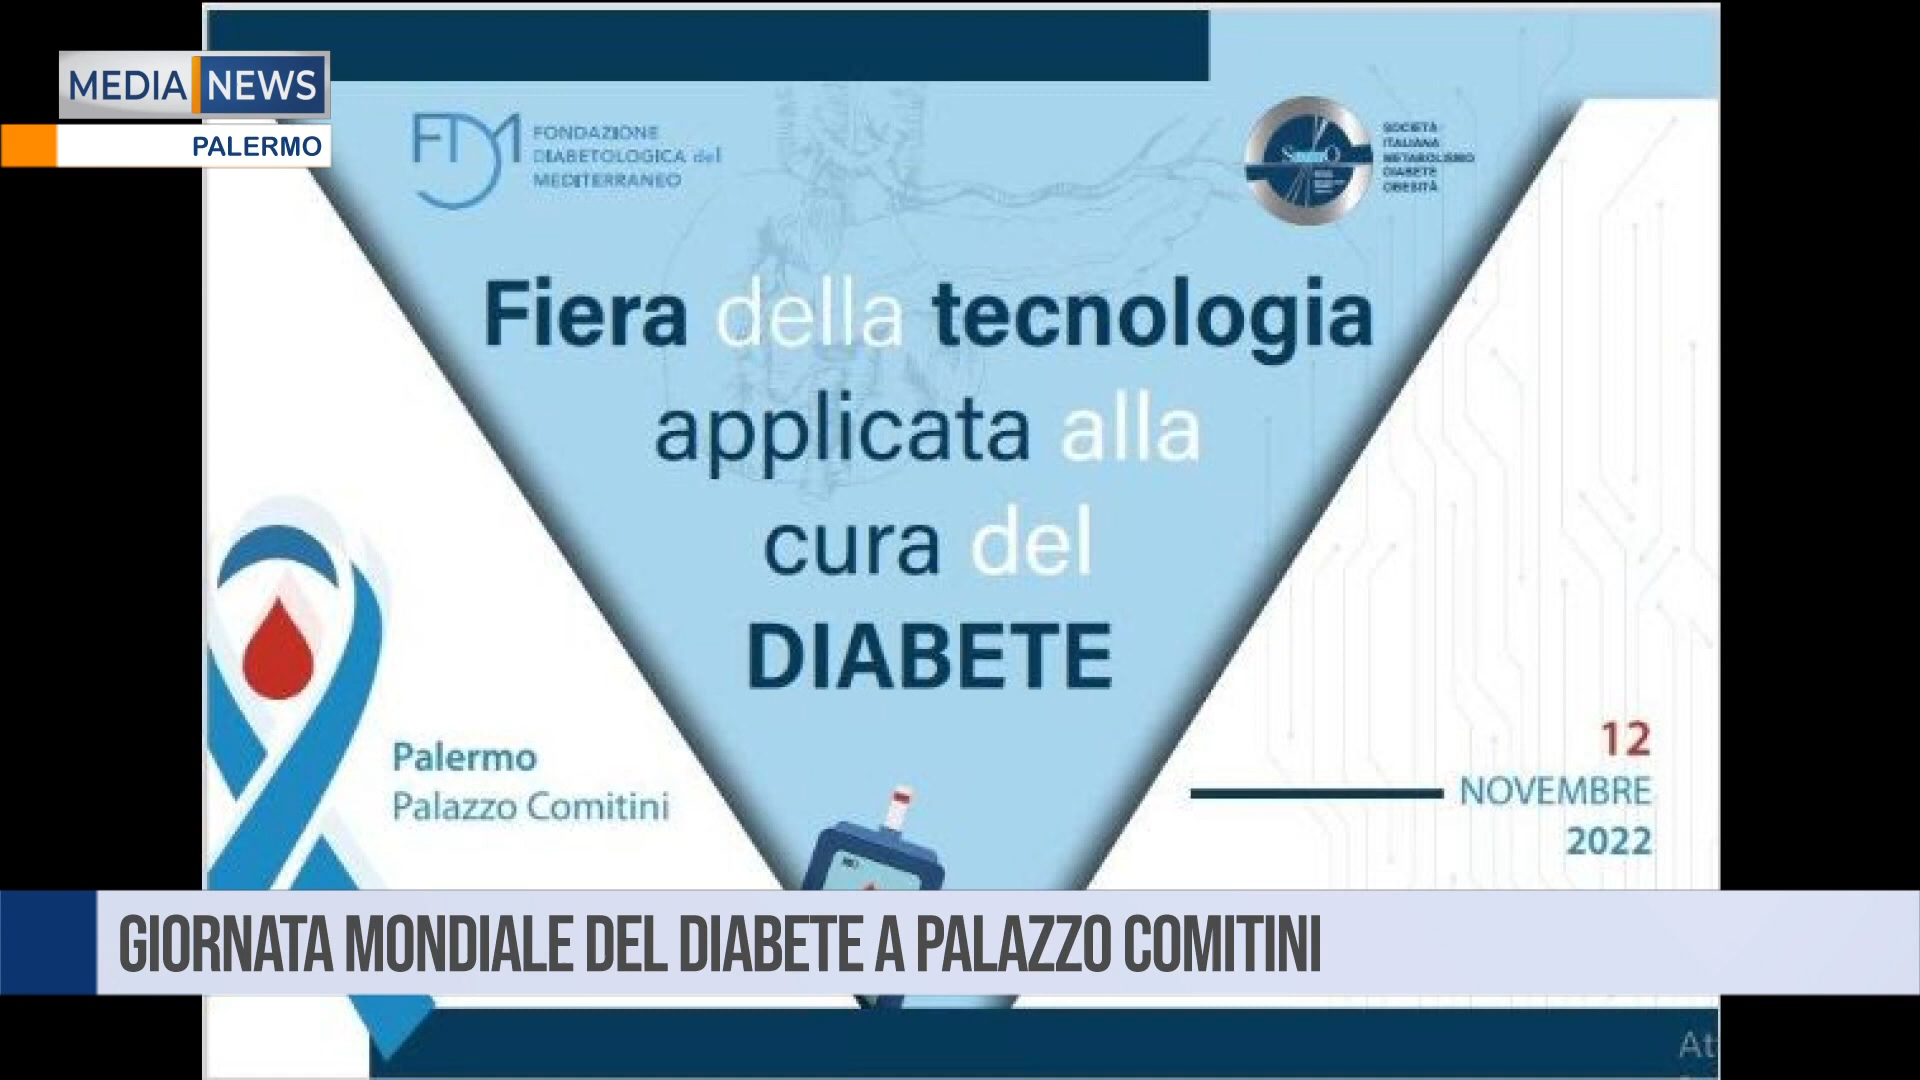 MEDIA NEWS
PALERMO
FONDAZIONE
DIABETOLOGICA del
MEDITERRANEO
SOCIETÀ
ITALIANA
METABOLISMO
DIABETE
OBESITÀ
Fiera della tecnologia
applicata alla
cura del
DIABETE
Palermo
Palazzo Comitini
12
NOVEMBRE
2022
GIORNATA MONDIALE DEL DIABETE A PALAZZO COMITINI
At